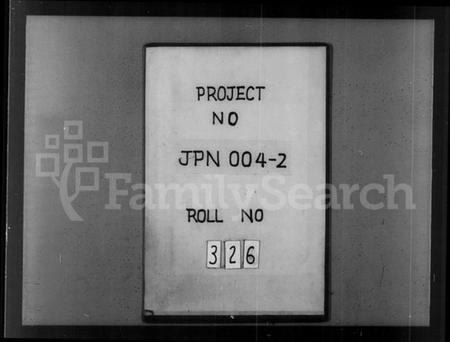 PROJECT
NO
JPN 004-2
FamilySearch
ROLL NO
326